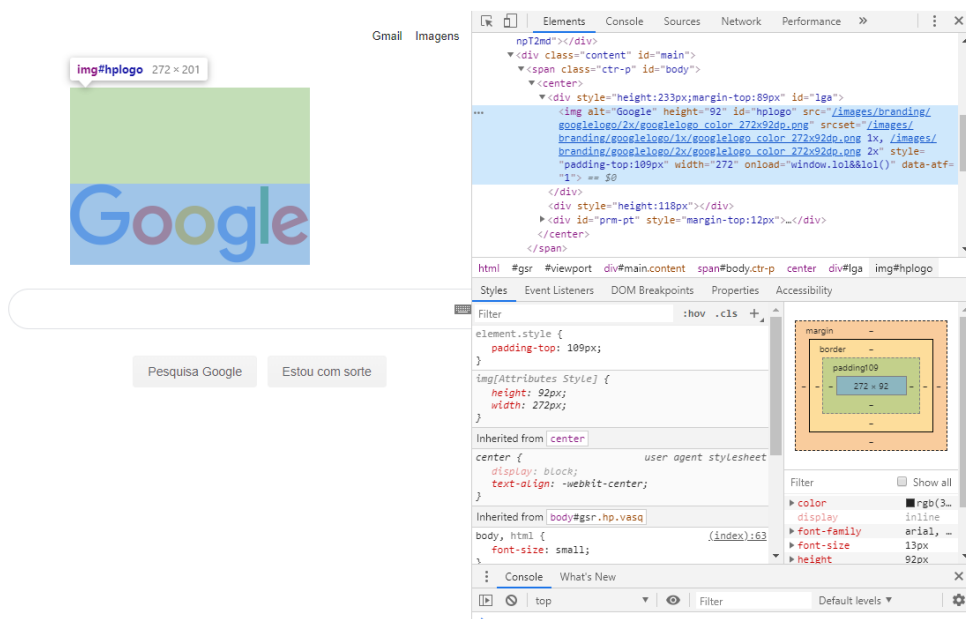 Gmail Imagens
img#hplogo 272 × 201
Google
Pesquisa Google Estou com sorte
Elements Console Sources Network Performance »
npT2md"></div>
▼<div class="content" id="main">
▼<span class="ctr-p" id="body">
▼<center>
▼<div style="height:233px;margin-top:89px" id="lga">
<img alt="Google" height="92" id="hplogo" src="/images/branding/
googlelogo/2x/googlelogo_color_272x92dp.png" srcset="/images/
branding/googlelogo/1x/googlelogo_color_272x92dp.png 1x, /images/
branding/googlelogo/2x/googlelogo_color_272x92dp.png 2x" style=
"padding-top:109px" width="272" onload="window.lol&&lol()" data-atf=
"1"> == $0
</div>
<div style="height:118px"></div>
▶<div id="prm-pt" style="margin-top:12px">…</div>
</center>
</span>
html #gsr #viewport div#main.content span#body.ctr-p center div#lga img#hplogo
Styles Event Listeners DOM Breakpoints Properties Accessibility
Filter :hov .cls +
element.style {
padding-top: 109px;
}
img[Attributes Style] {
height: 92px;
width: 272px;
}
Inherited from center
center { user agent stylesheet
display: block;
text-align: -webkit-center;
}
Inherited from body#gsr.hp.vasq
body, html { (index):63
font-size: small;
}
margin –
border –
padding109
– – – 272 × 92 – – –
–
–
–
Filter Show all
▶ color rgb(3…
display inline
▶ font-family arial, …
▶ font-size 13px
▶ height 92px
Console What's New
top ▼ Filter Default levels ▼